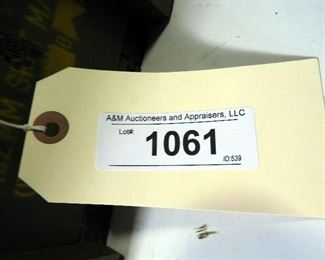 A&M Auctioneers and Appraisers, LLC
Lot#:
1061
ID:539